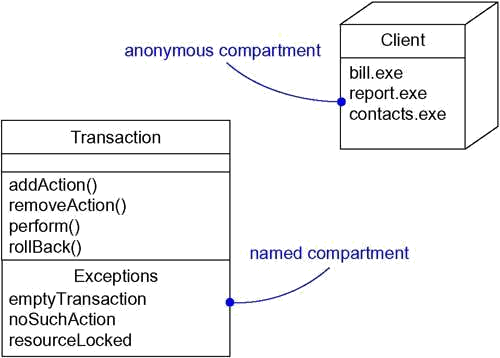 anonymous compartment
Client
bill.exe
report.exe
contacts.exe
Transaction
addAction()
removeAction()
perform()
rollBack()
Exceptions
emptyTransaction
noSuchAction
resourceLocked
named compartment